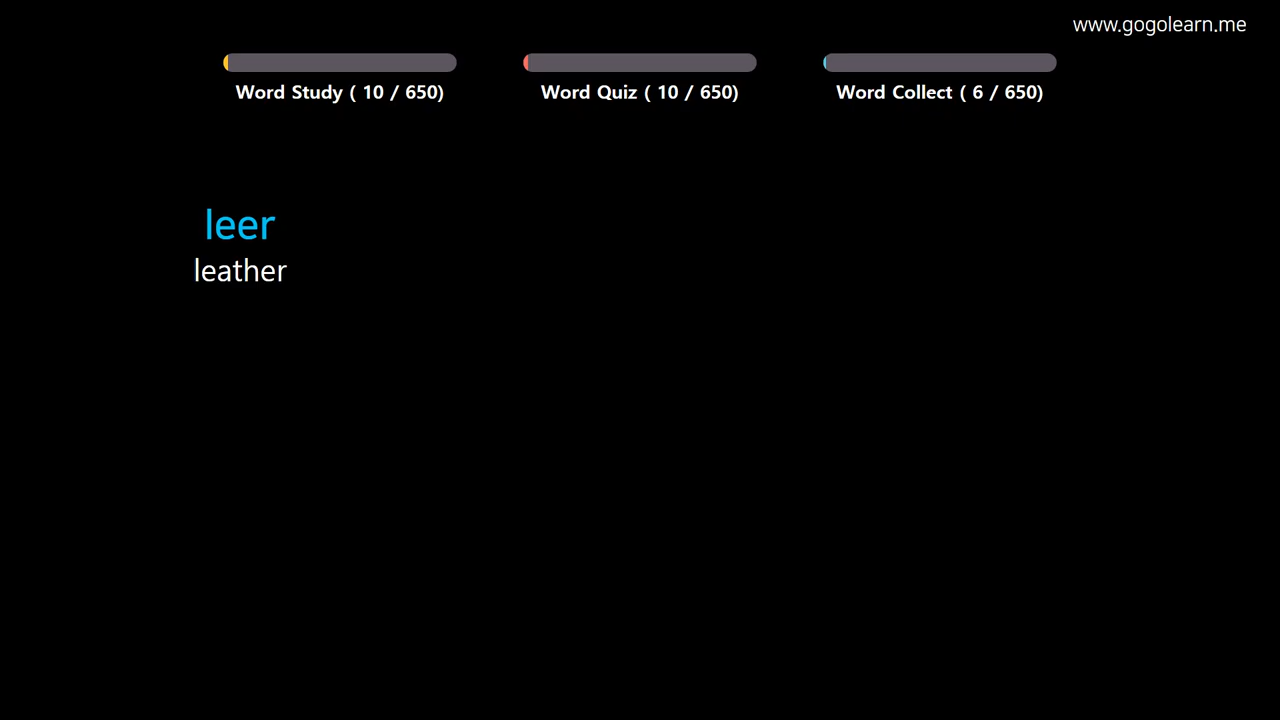 www.gogolearn.me
Word Study ( 10 / 650)
Word Quiz ( 10 / 650)
Word Collect ( 6 / 650)
leer
leather